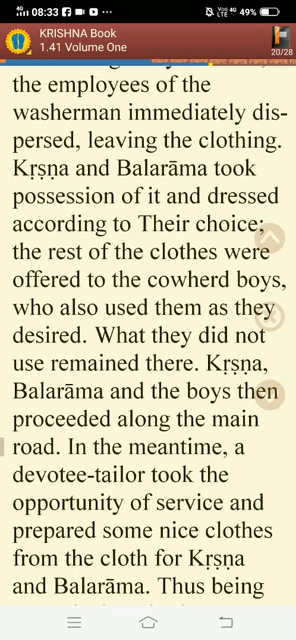 4G 08:33
Vo) 4G LTE 49%
KRISHNA Book
1.41 Volume One
20/28
the employees of the
washerman immediately dis-
persed, leaving the clothing.
Kṛṣṇa and Balarāma took
possession of it and dressed
according to Their choice;
the rest of the clothes were
offered to the cowherd boys,
who also used them as they
desired. What they did not
use remained there. Kṛṣṇa,
Balarāma and the boys then
proceeded along the main
road. In the meantime, a
devotee-tailor took the
opportunity of service and
prepared some nice clothes
from the cloth for Kṛṣṇa
and Balarāma. Thus being